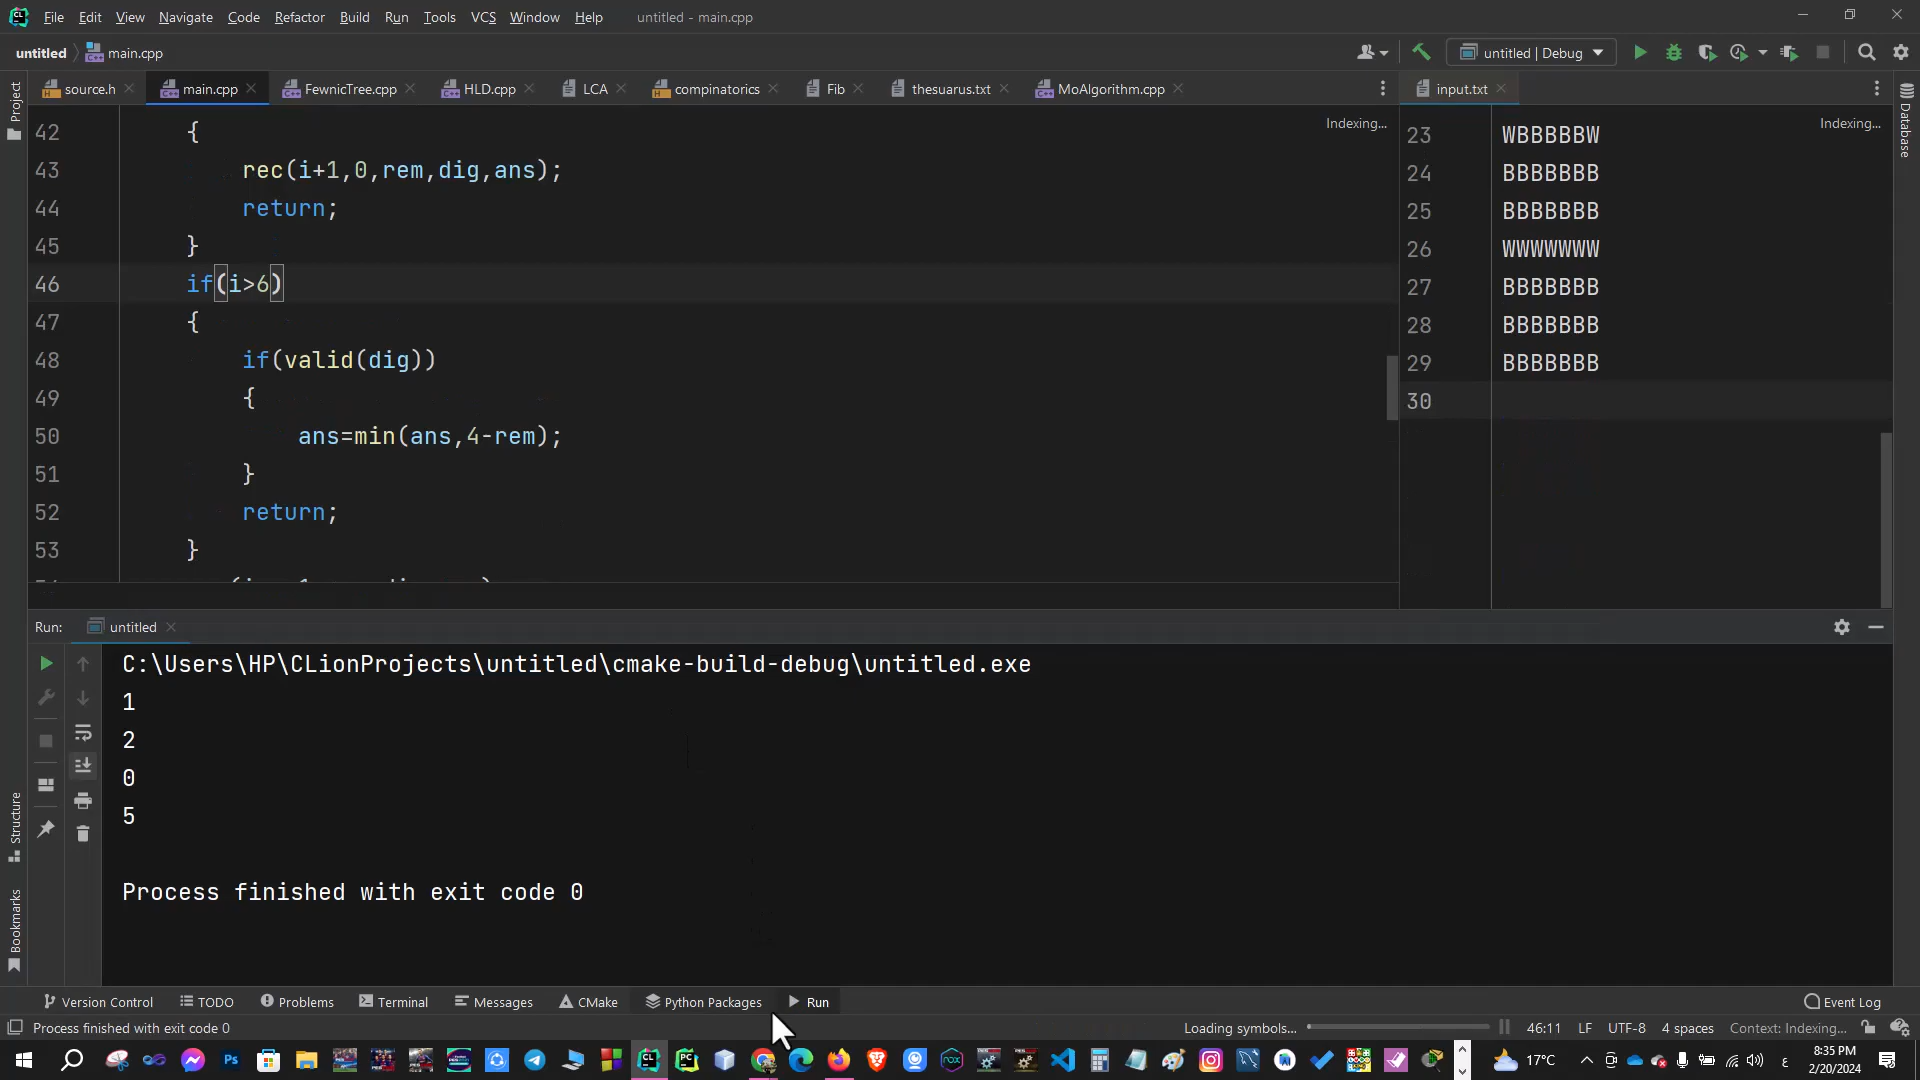 File Edit View Navigate Code Refactor Build Run Tools VCS Window Help untitled - main.cpp
untitled main.cpp untitled | Debug
source.h main.cpp FewnicTree.cpp HLD.cpp LCA compinatorics Fib thesuarus.txt MoAlgorithm.cpp input.txt
Project
Database
Indexing...
42 {
43 rec(i+1,0,rem,dig,ans);
44 return;
45 }
46 if(i>6)
47 {
48 if(valid(dig))
49 {
50 ans=min(ans,4-rem);
51 }
52 return;
53 }
Indexing...
23 WBBBBBW
24 BBBBBBB
25 BBBBBBB
26 WWWWWWW
27 BBBBBBB
28 BBBBBBB
29 BBBBBBB
30
Run: untitled
C:\Users\HP\CLionProjects\untitled\cmake-build-debug\untitled.exe
1
2
0
5
Process finished with exit code 0
Structure
Bookmarks
Version Control TODO Problems Terminal Messages CMake Python Packages Run Event Log
Process finished with exit code 0 Loading symbols... 46:11 LF UTF-8 4 spaces Context: Indexing...
17°C ع 8:35 PM
2/20/2024